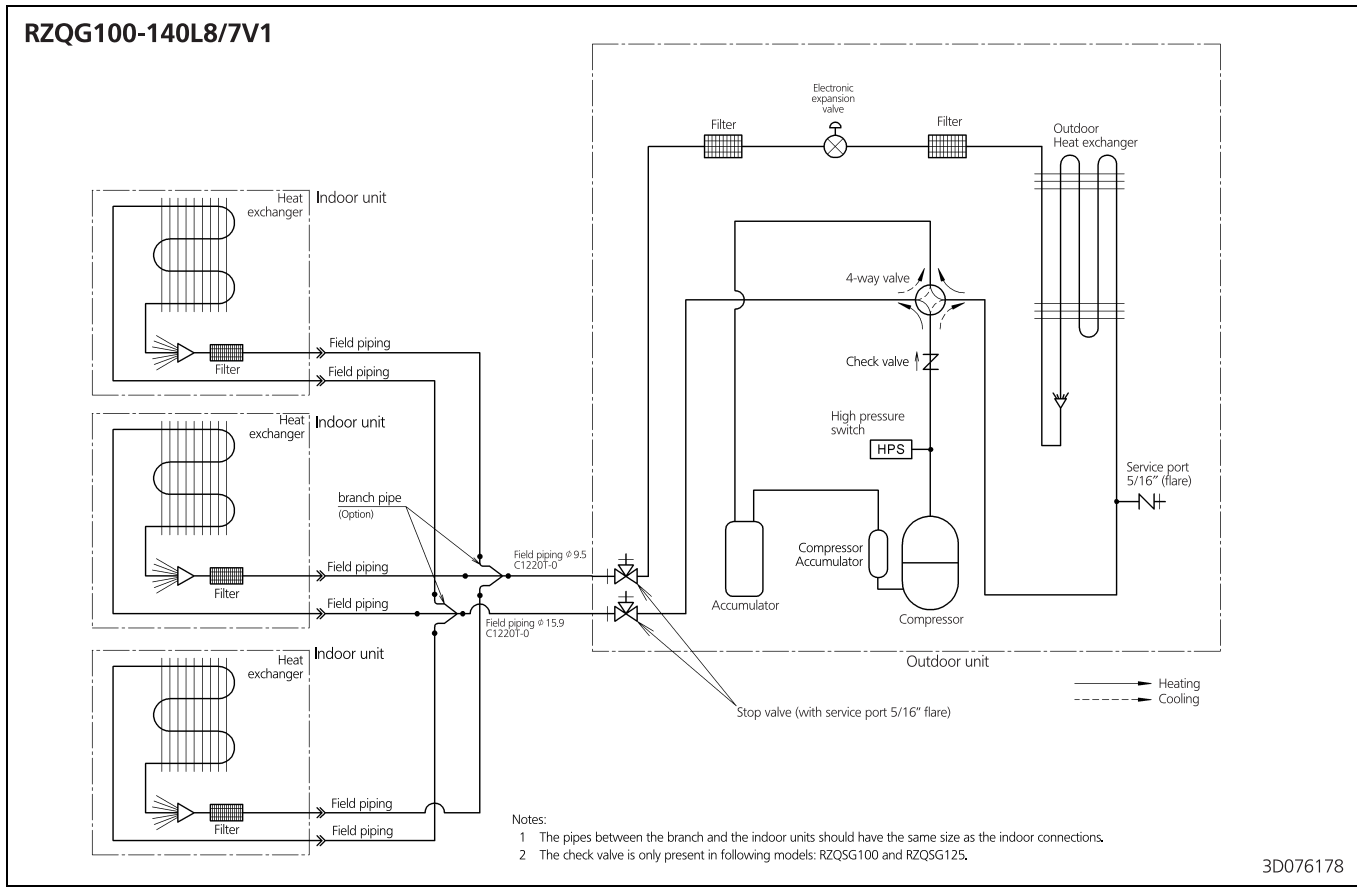 RZQG100-140L8/7V1
Electronic
expansion
valve
Filter
Filter
Outdoor
Heat exchanger
Heat
exchanger
Indoor unit
4-way valve
Field piping
Filter
Field piping
Check valve
Heat
exchanger
Indoor unit
High pressure
switch
HPS
Service port
5/16" (flare)
branch pipe
(Option)
Field piping φ 9.5
C1220T-0
Compressor
Accumulator
Field piping
Filter
Field piping
Accumulator
Compressor
Field piping φ 15.9
C1220T-0
Heat
exchanger
Indoor unit
Outdoor unit
Heating
Cooling
Stop valve (with service port 5/16" flare)
Field piping
Filter
Field piping
Notes:
1 The pipes between the branch and the indoor units should have the same size as the indoor connections.
2 The check valve is only present in following models: RZQSG100 and RZQSG125.
3D076178